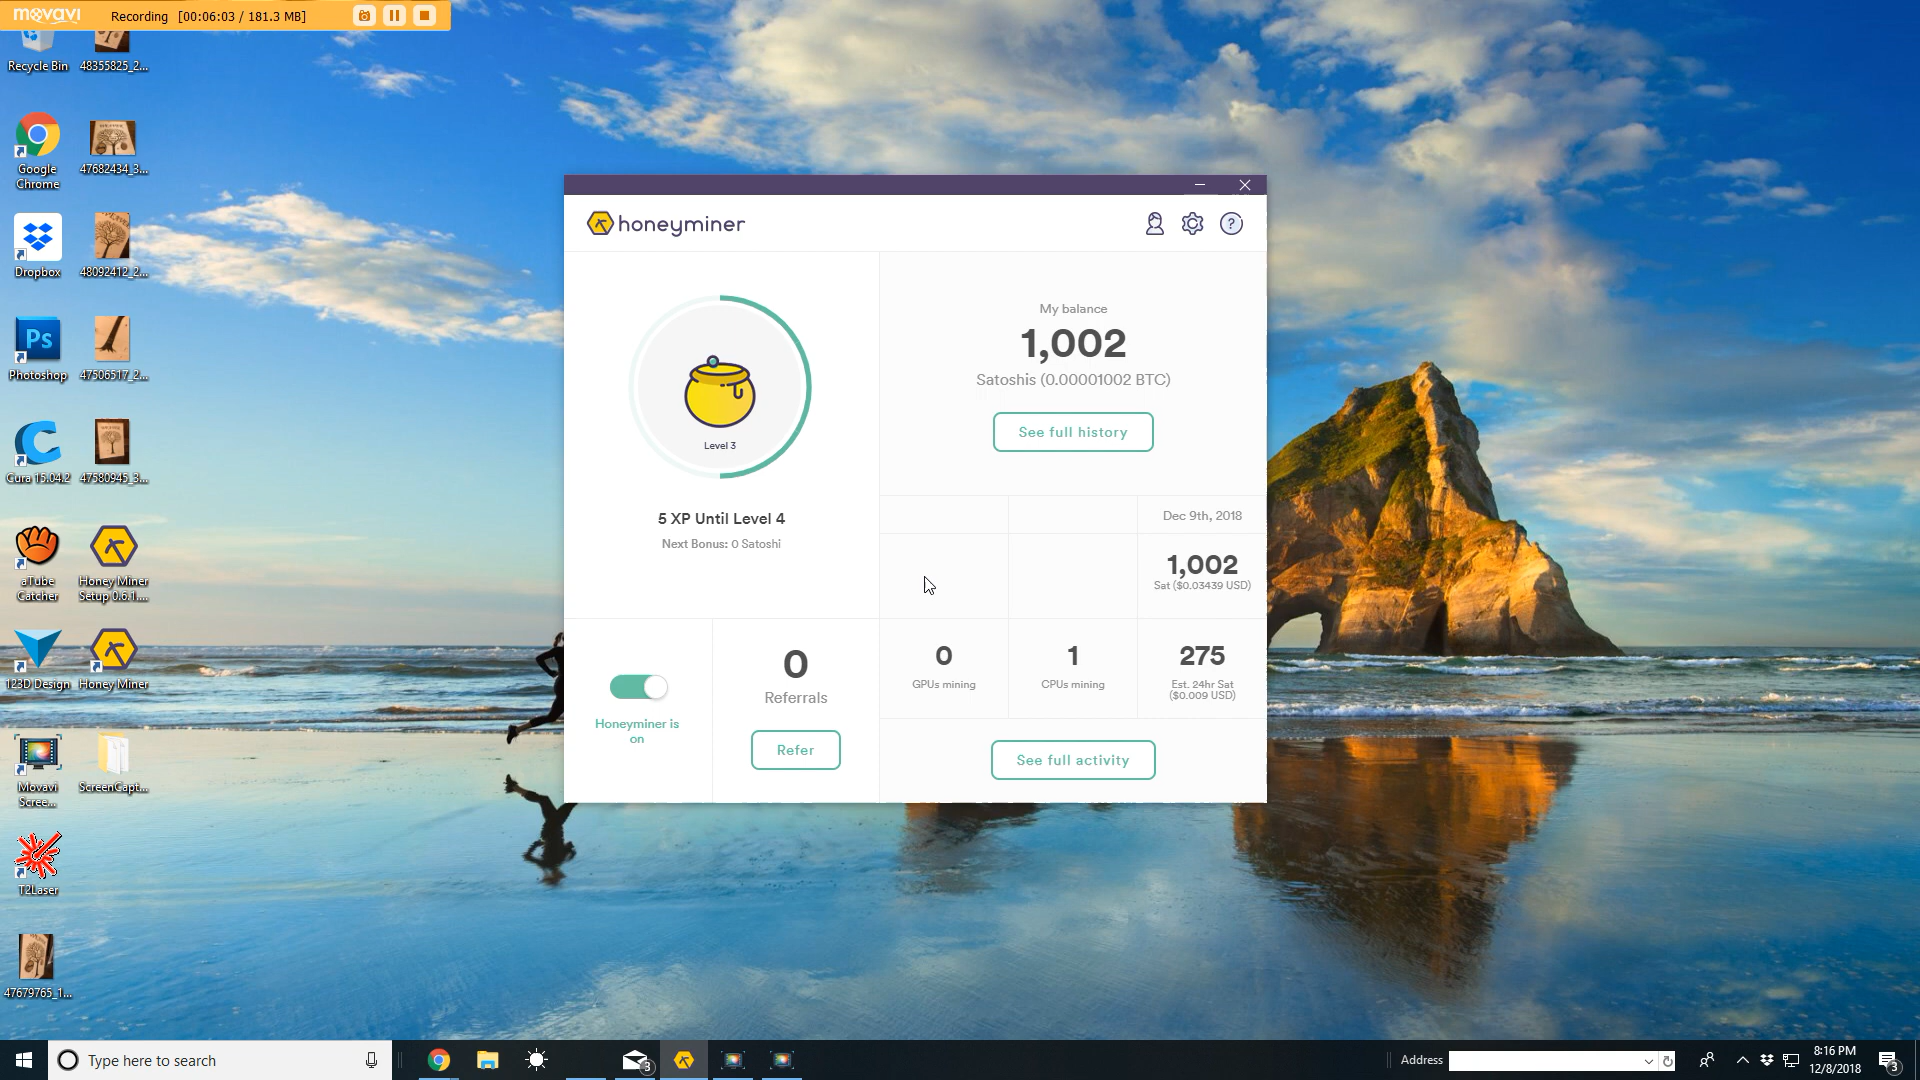 movavi
Recording [00:06:03 / 181.3 MB]
Recycle Bin
48355825_2...
Google
Chrome
47682434_3...
Dropbox
48092412_2...
Ps
Photoshop
47506517_2...
Cura 15.04.2
47580945_3...
aTube
Catcher
Honey Miner
Setup 0.6.1....
123D Design
Honey Miner
Movavi
Scree...
ScreenCapt...
T2Laser
47679765_1...
honeyminer
?
Level 3
5 XP Until Level 4
Next Bonus: 0 Satoshi
My balance
1,002
Satoshis (0.00001002 BTC)
See full history
Dec 9th, 2018
1,002
Sat ($0.03439 USD)
Honeyminer is
on
0
Referrals
Refer
0
GPUs mining
1
CPUs mining
275
Est. 24hr Sat
($0.009 USD)
See full activity
Type here to search
3
Address
8:16 PM
12/8/2018
3